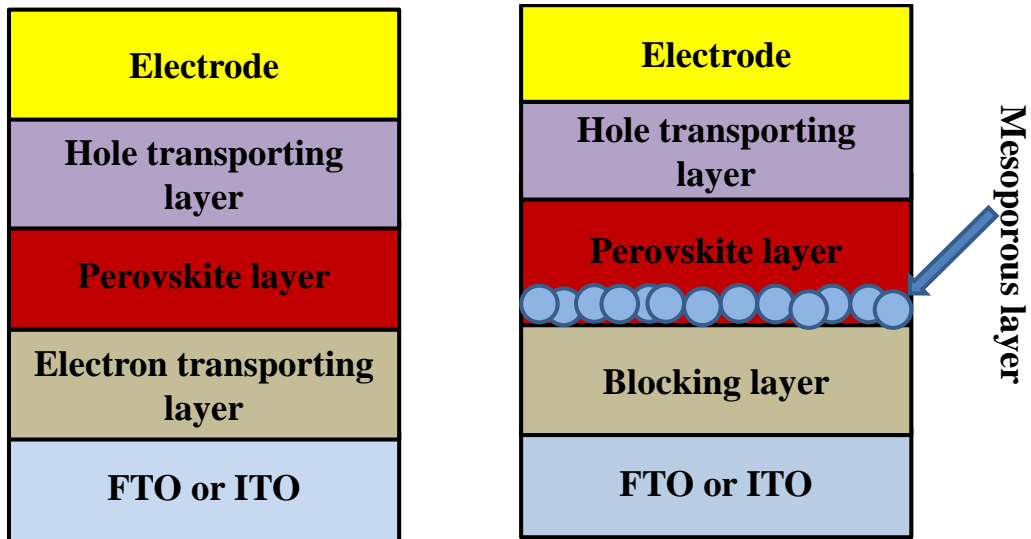 Electrode
Hole transporting
layer
Perovskite layer
Electron transporting
layer
FTO or ITO
Electrode
Hole transporting
layer
Perovskite layer
Blocking layer
FTO or ITO
Mesoporous layer